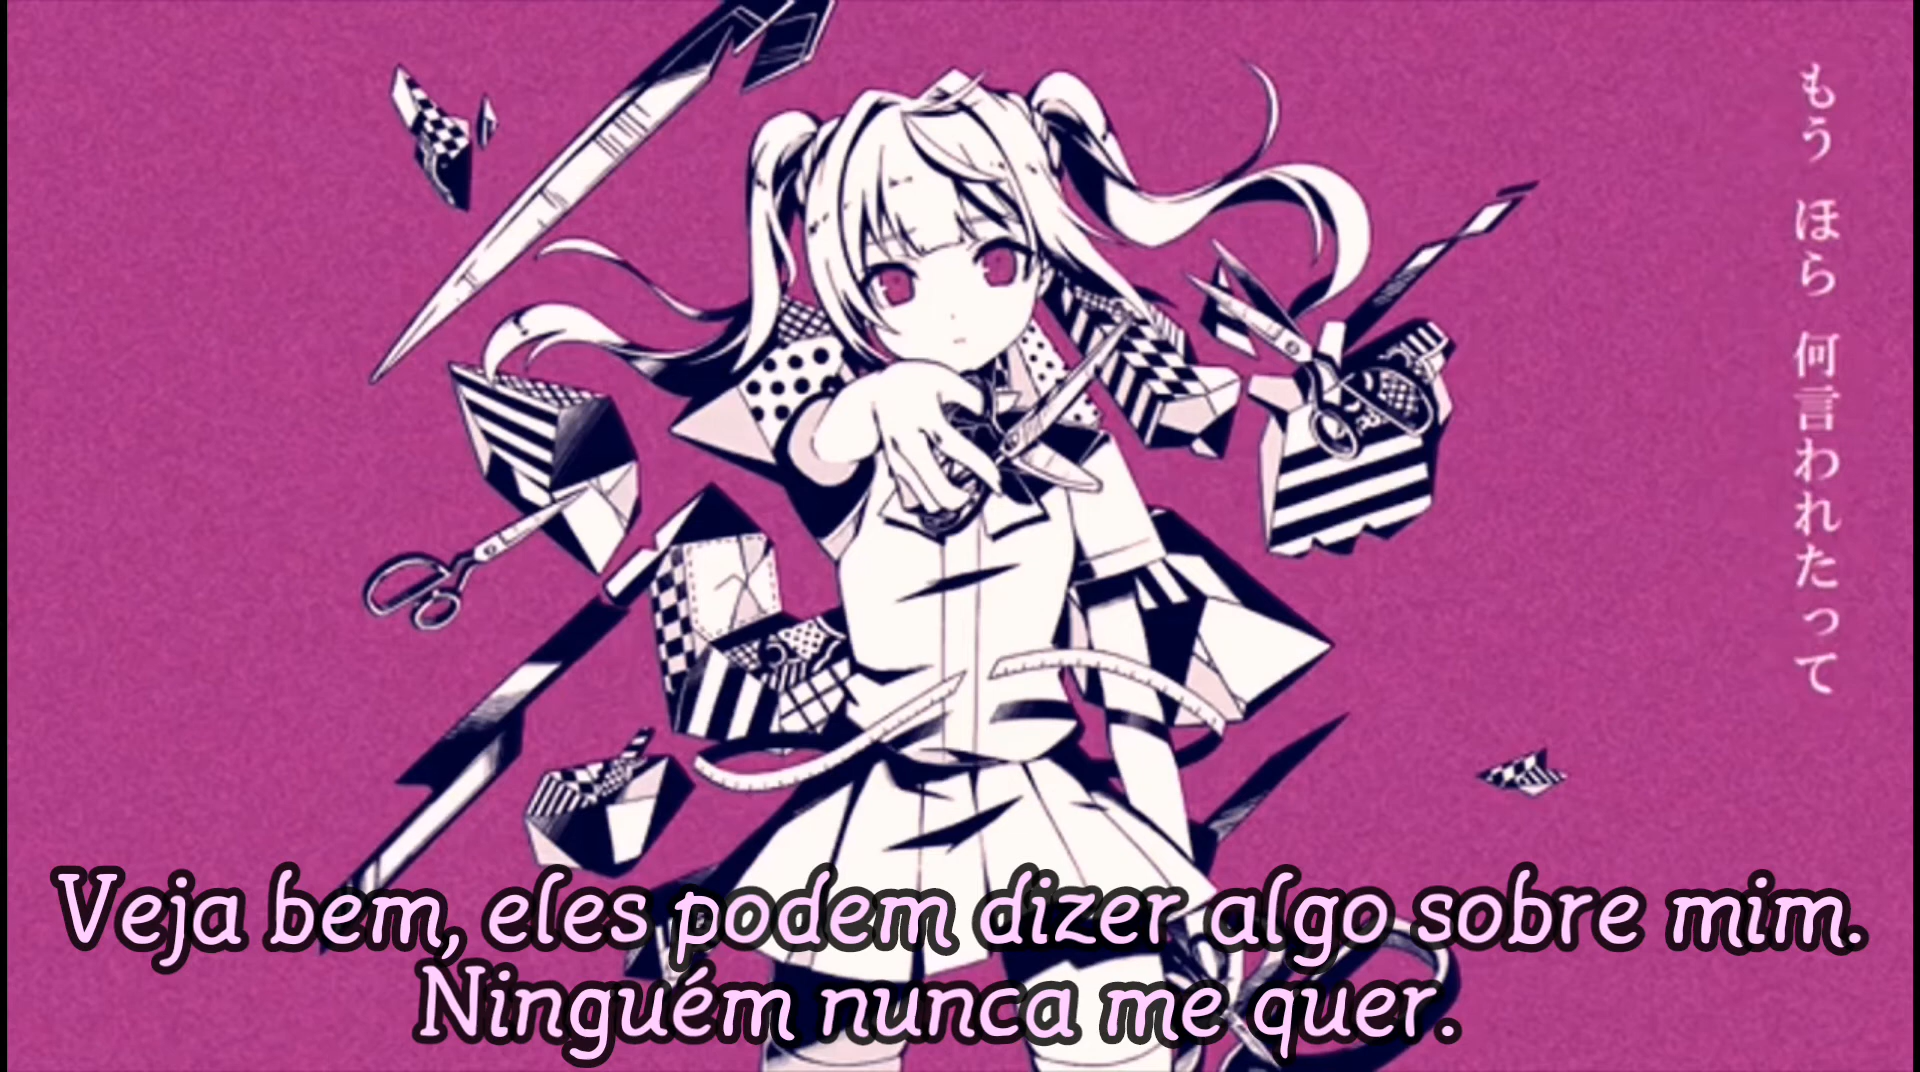 もう ほら 何言われたって
Veja bem, eles podem dizer algo sobre mim.
Ninguém nunca me quer.